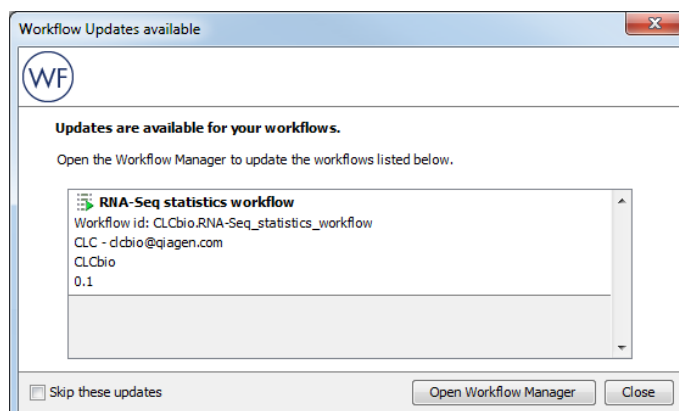 Workflow Updates available
WF
Updates are available for your workflows.
Open the Workflow Manager to update the workflows listed below.
RNA-Seq statistics workflow
Workflow id: CLCbio.RNA-Seq_statistics_workflow
CLC - clcbio@qiagen.com
CLCbio
0.1
Skip these updates
Open Workflow Manager
Close